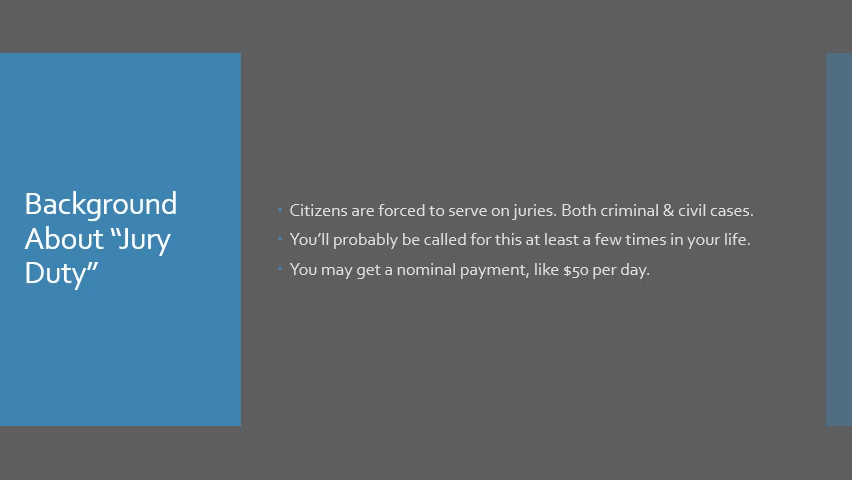 Background
About “Jury
Duty”
Citizens are forced to serve on juries. Both criminal & civil cases.
You’ll probably be called for this at least a few times in your life.
You may get a nominal payment, like $50 per day.